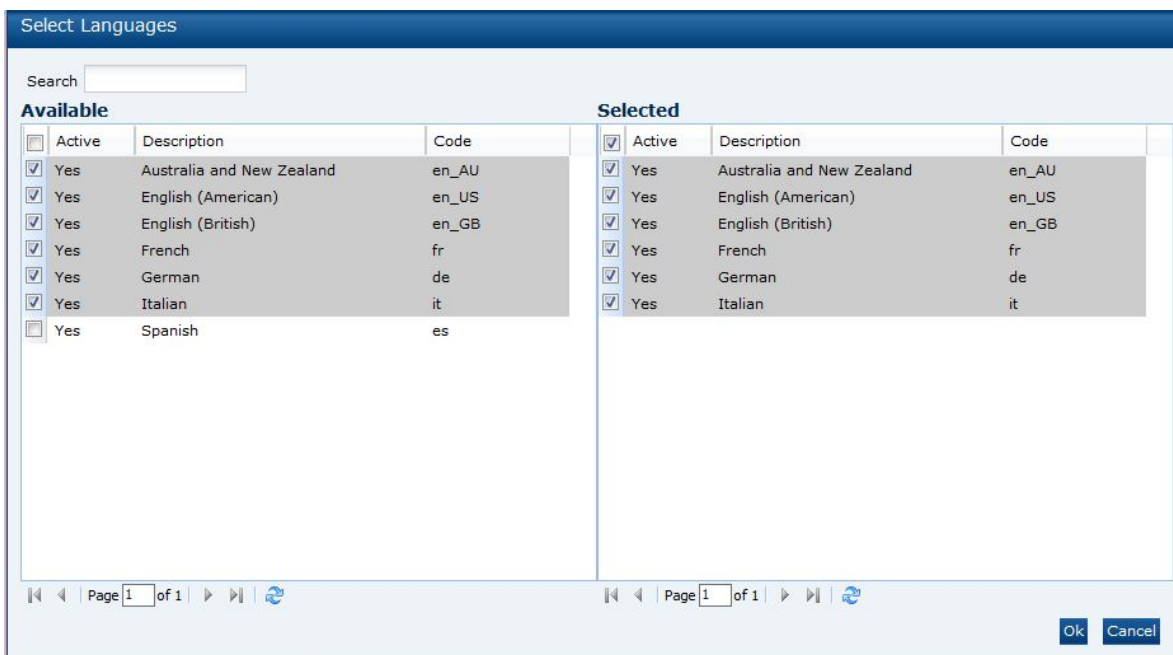 Select Languages
Search
Available
Active Description Code
Yes Australia and New Zealand en_AU
Yes English (American) en_US
Yes English (British) en_GB
Yes French fr
Yes German de
Yes Italian it
Yes Spanish es
Page 1 of 1
Selected
Active Description Code
Yes Australia and New Zealand en_AU
Yes English (American) en_US
Yes English (British) en_GB
Yes French fr
Yes German de
Yes Italian it
Page 1 of 1
Ok Cancel